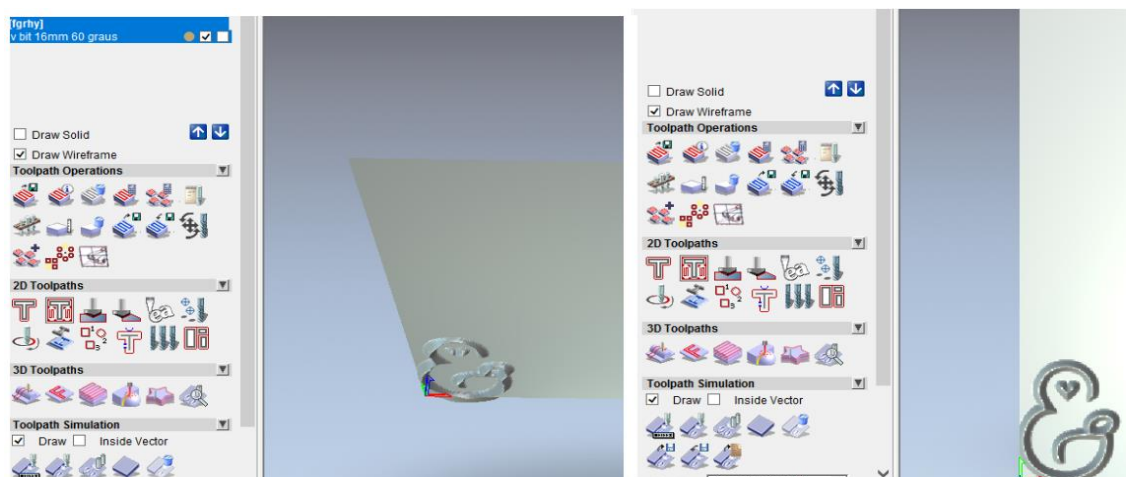 [fgrhy]
v bit 16mm 60 graus
Draw Solid
Draw Wireframe
Toolpath Operations
2D Toolpaths
3D Toolpaths
Toolpath Simulation
Draw Inside Vector
Draw Solid
Draw Wireframe
Toolpath Operations
2D Toolpaths
3D Toolpaths
Toolpath Simulation
Draw Inside Vector
&